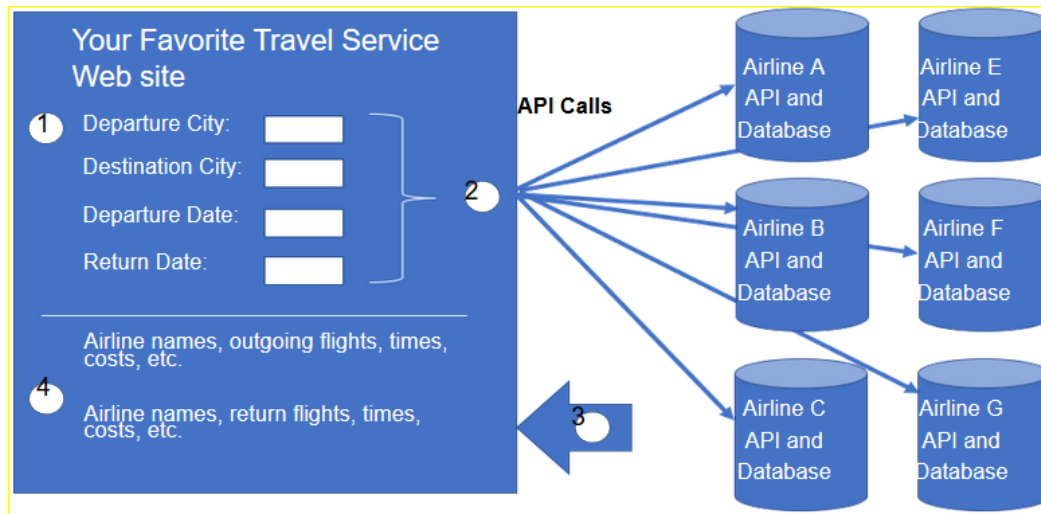 Your Favorite Travel Service
Web site
1
Departure City:
Destination City:
Departure Date:
Return Date:
2
Airline names, outgoing flights, times,
costs, etc.
4
Airline names, return flights, times,
costs, etc.
API Calls
3
Airline A
API and
Database
Airline E
API and
Database
Airline B
API and
Database
Airline F
API and
Database
Airline C
API and
Database
Airline G
API and
Database